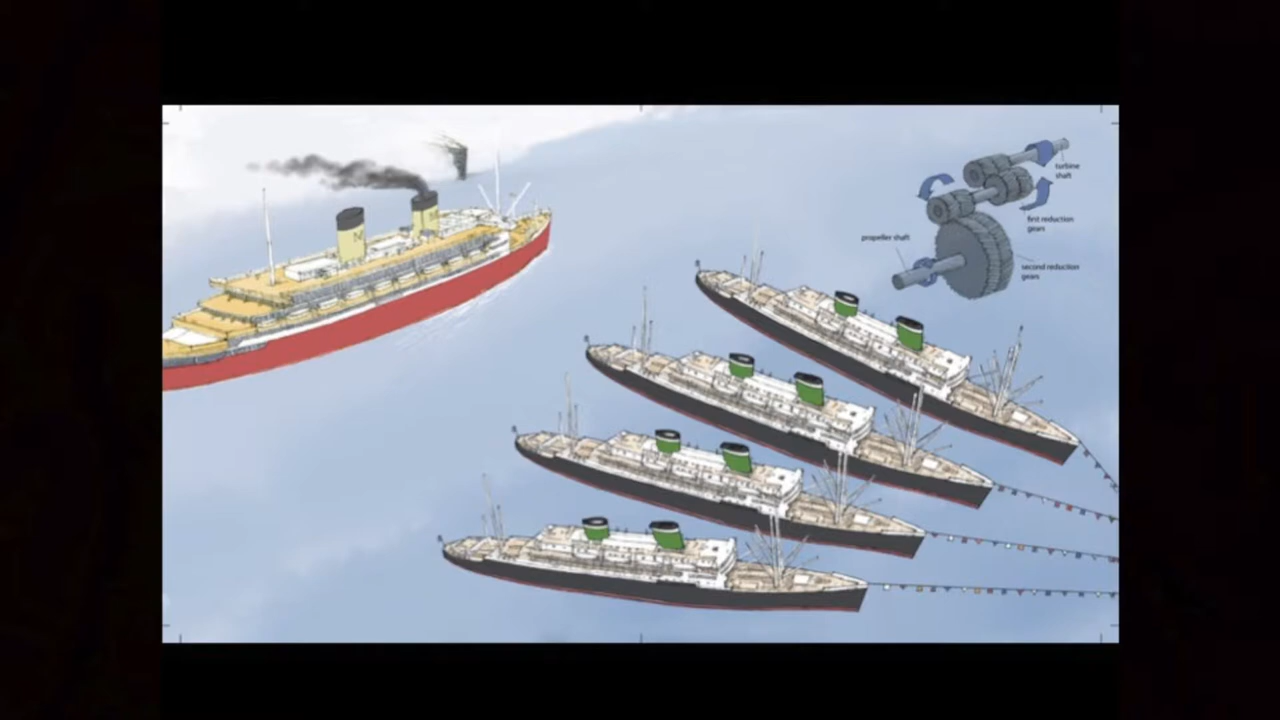 turbine
shaft
first reduction
gears
propeller shaft
second reduction
gears